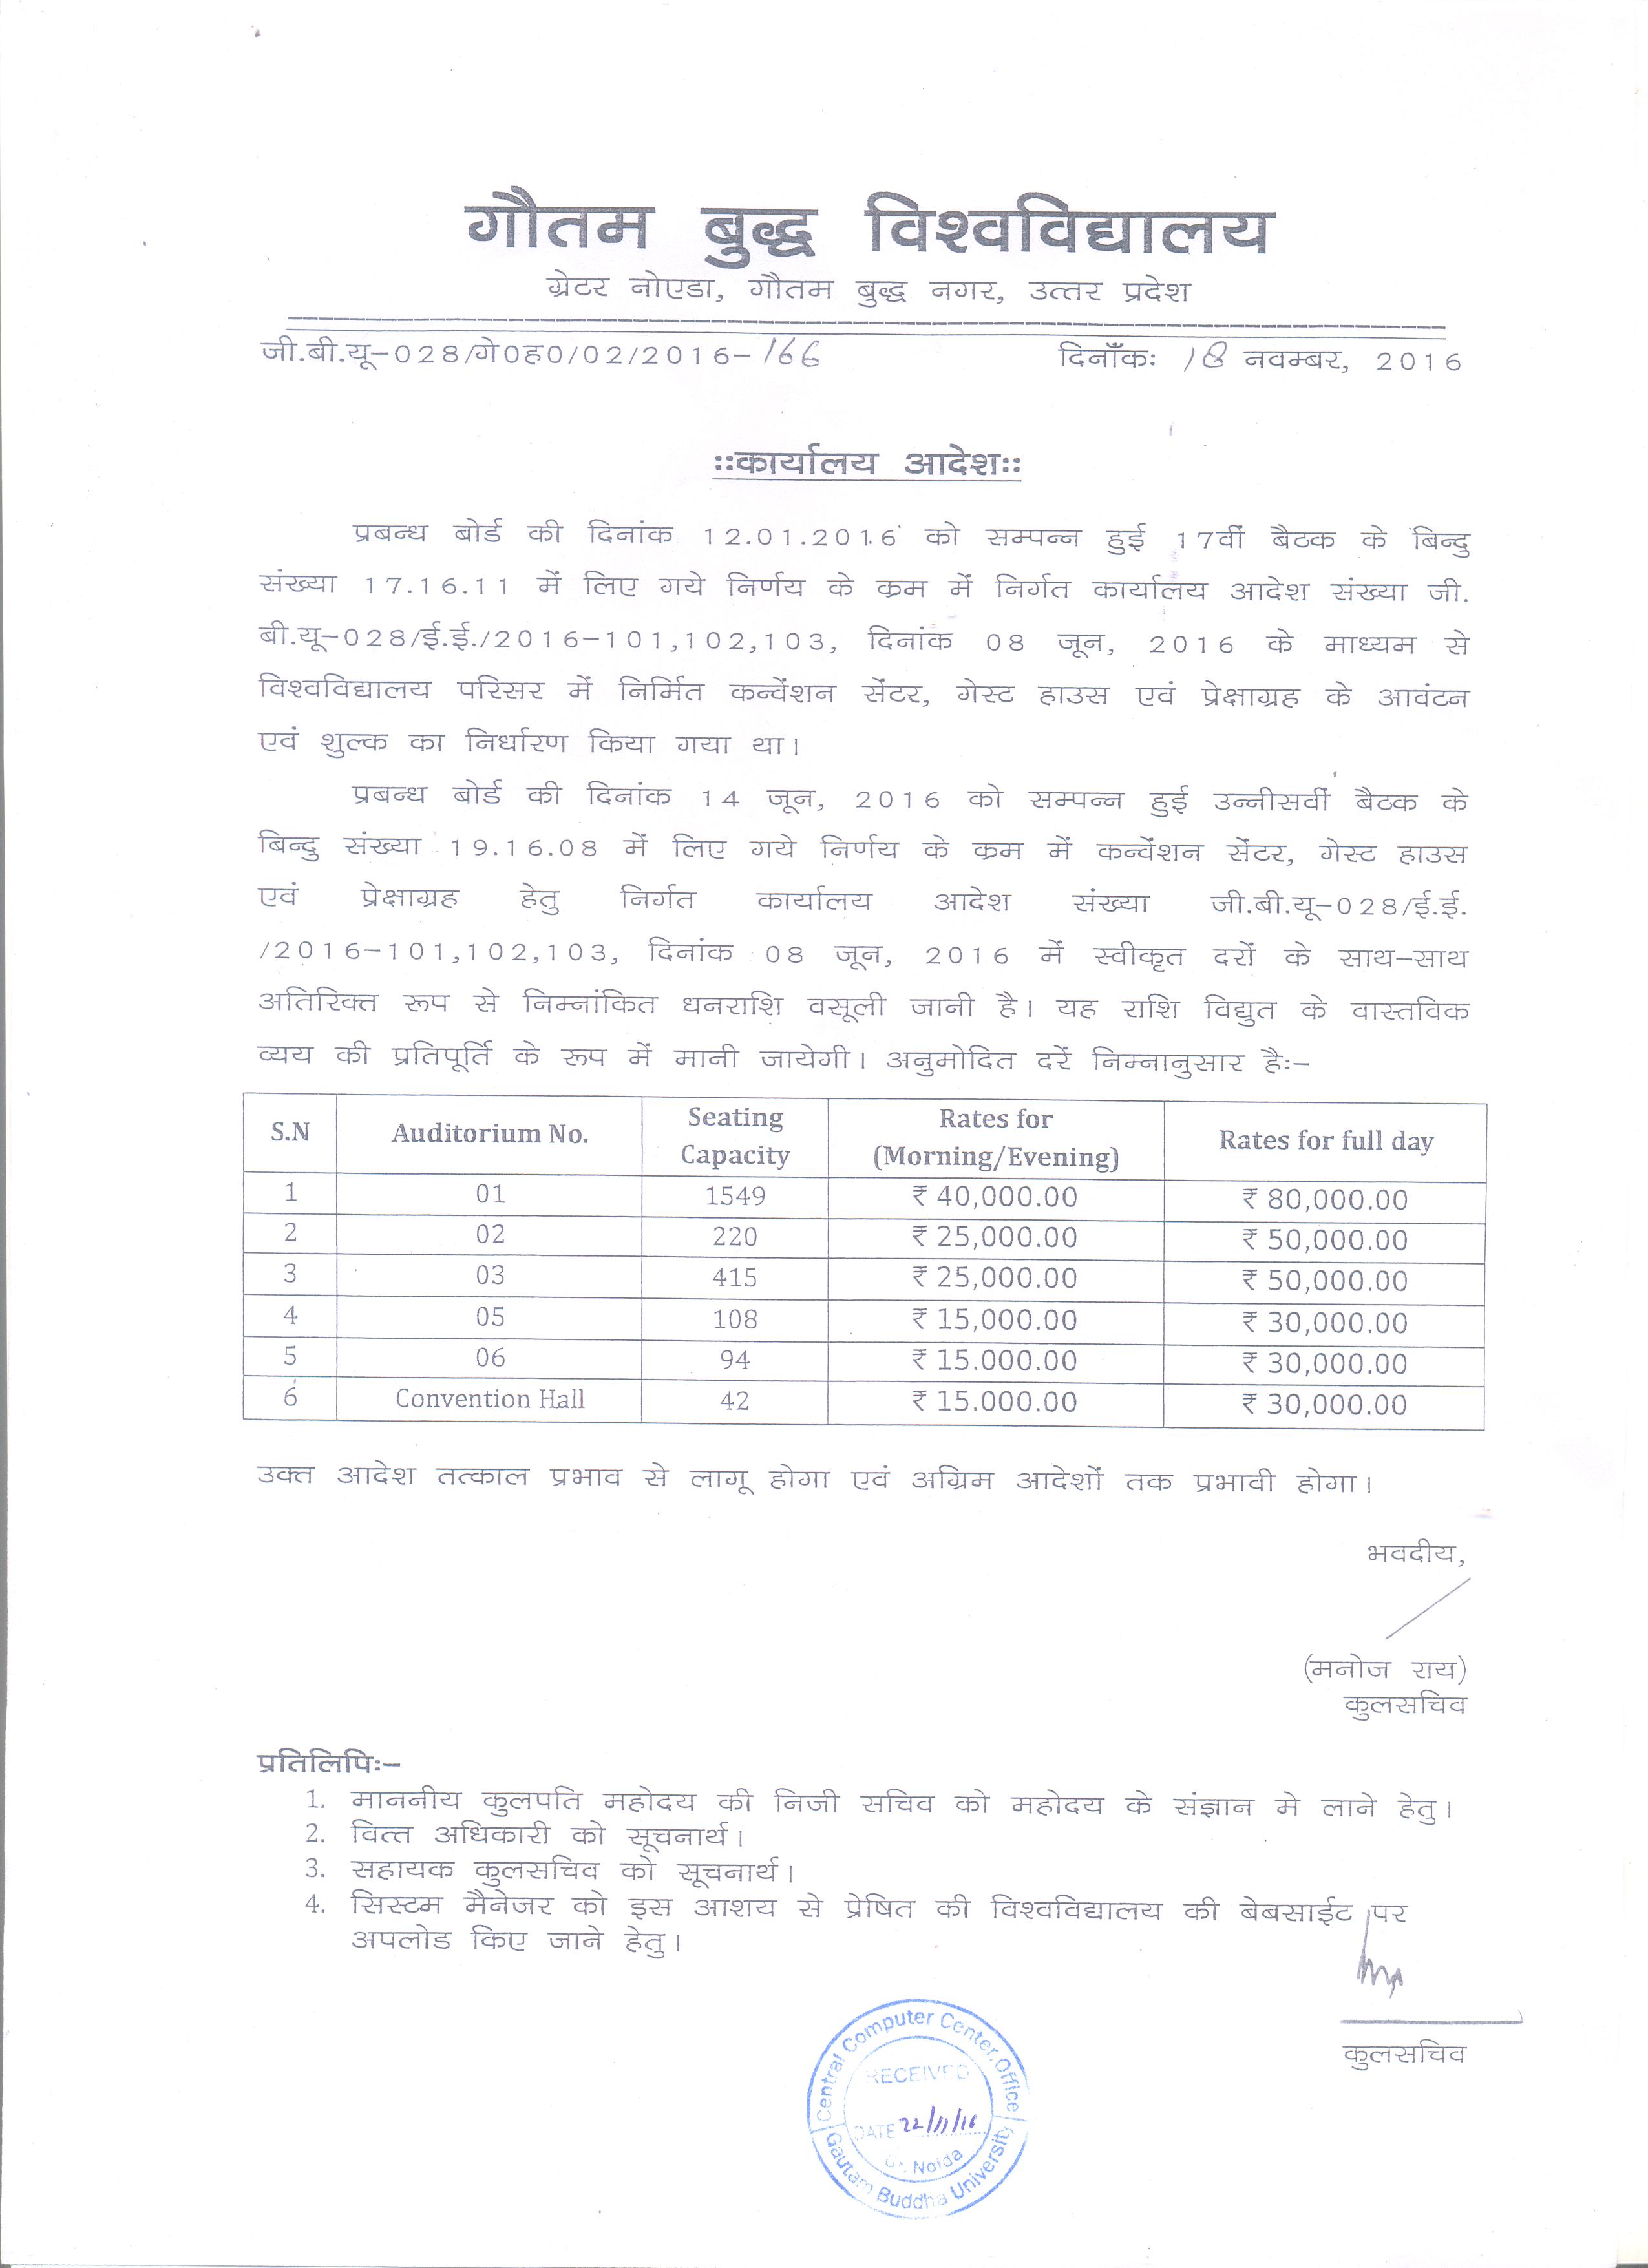 गौतम बुद्ध विश्वविद्यालय
ग्रेटर नोएडा, गौतम बुद्ध नगर, उत्तर प्रदेश
जी.बी.यू-028/गे0ह0/02/2016-166 दिनाँकः 18 नवम्बर, 2016
::कार्यालय आदेश::
प्रबन्ध बोर्ड की दिनांक 12.01.2016 को सम्पन्न हुई 17वीं बैठक के बिन्दु
संख्या 17.16.11 में लिए गये निर्णय के क्रम में निर्गत कार्यालय आदेश संख्या जी.
बी.यू-028/ई.ई./2016-101,102,103, दिनांक 08 जून, 2016 के माध्यम से
विश्वविद्यालय परिसर में निर्मित कन्वेंशन सेंटर, गेस्ट हाउस एवं प्रेक्षाग्रह के आवंटन
एवं शुल्क का निर्धारण किया गया था।
प्रबन्ध बोर्ड की दिनांक 14 जून, 2016 को सम्पन्न हुई उन्नीसवीं बैठक के
बिन्दु संख्या 19.16.08 में लिए गये निर्णय के क्रम में कन्वेंशन सेंटर, गेस्ट हाउस
एवं प्रेक्षाग्रह हेतु निर्गत कार्यालय आदेश संख्या जी.बी.यू-028/ई.ई.
/2016-101,102,103, दिनांक 08 जून, 2016 में स्वीकृत दरों के साथ-साथ
अतिरिक्त रूप से निम्नांकित धनराशि वसूली जानी है। यह राशि विद्युत के वास्तविक
व्यय की प्रतिपूर्ति के रूप में मानी जायेगी। अनुमोदित दरें निम्नानुसार हैः-
S.N Auditorium No. Seating Capacity Rates for (Morning/Evening) Rates for full day
1 01 1549 ₹ 40,000.00 ₹ 80,000.00
2 02 220 ₹ 25,000.00 ₹ 50,000.00
3 03 415 ₹ 25,000.00 ₹ 50,000.00
4 05 108 ₹ 15,000.00 ₹ 30,000.00
5 06 94 ₹ 15.000.00 ₹ 30,000.00
6 Convention Hall 42 ₹ 15.000.00 ₹ 30,000.00
उक्त आदेश तत्काल प्रभाव से लागू होगा एवं अग्रिम आदेशों तक प्रभावी होगा।
भवदीय,
(मनोज राय)
कुलसचिव
प्रतिलिपिः-
1. माननीय कुलपति महोदय की निजी सचिव को महोदय के संज्ञान मे लाने हेतु।
2. वित्त अधिकारी को सूचनार्थ।
3. सहायक कुलसचिव को सूचनार्थ।
4. सिस्टम मैनेजर को इस आशय से प्रेषित की विश्वविद्यालय की बेबसाईट पर
अपलोड किए जाने हेतु।
कुलसचिव
Central Computer Center Office
RECEIVED
DATE 22/11/16
Gr. Noida
Gautam Buddha University